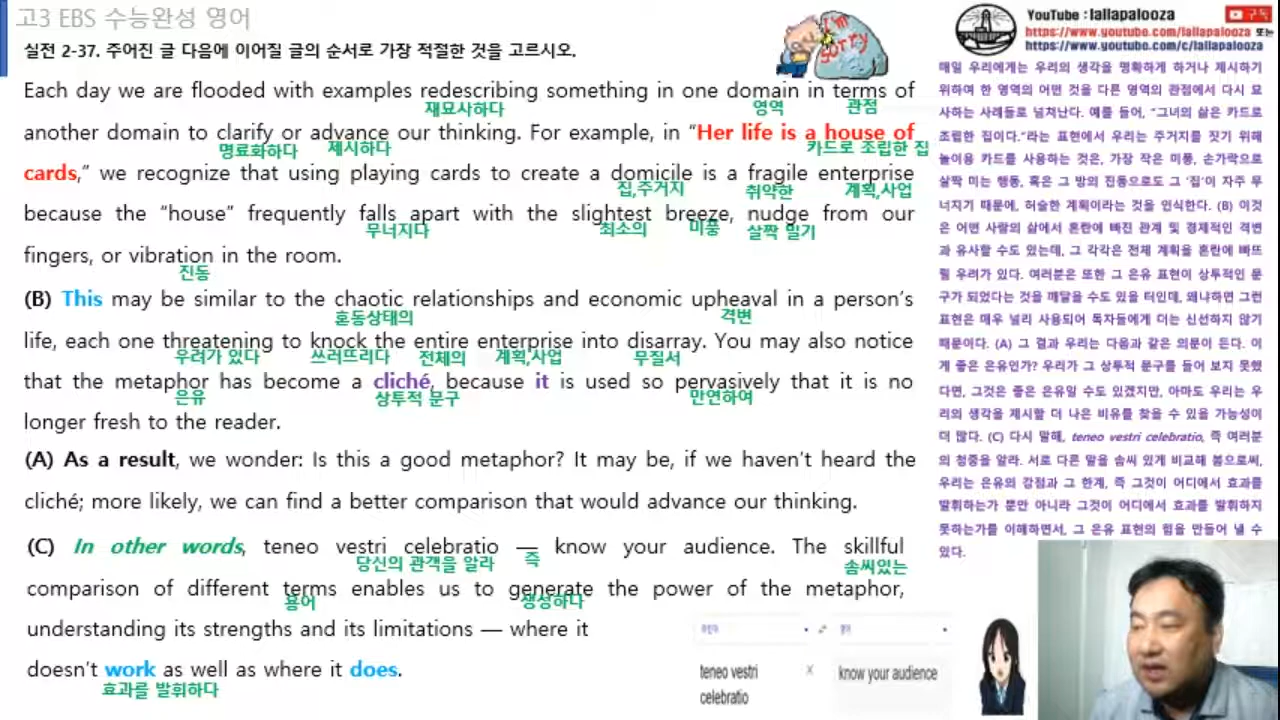 고3 EBS 수능완성 영어
실전 2-37. 주어진 글 다음에 이어질 글의 순서로 가장 적절한 것을 고르시오.
I'm
sorry
YouTube : lallapalooza
구독
https://www.youtube.com/lallapalooza 또는
https://www.youtube.com/c/lallapalooza
Each day we are flooded with examples redescribing something in one domain in terms of
재묘사하다 영역 관점
another domain to clarify or advance our thinking. For example, in “Her life is a house of
명료화하다 제시하다 카드로 조립한 집
cards,” we recognize that using playing cards to create a domicile is a fragile enterprise
집,주거지 취약한 계획,사업
because the “house” frequently falls apart with the slightest breeze, nudge from our
무너지다 최소의 미풍 살짝 밀기
fingers, or vibration in the room.
진동
(B) This may be similar to the chaotic relationships and economic upheaval in a person’s
혼동상태의 격변
life, each one threatening to knock the entire enterprise into disarray. You may also notice
우려가 있다 쓰러뜨리다 전체의 계획,사업 무질서
that the metaphor has become a cliché, because it is used so pervasively that it is no
은유 상투적 문구 만연하여
longer fresh to the reader.
(A) As a result, we wonder: Is this a good metaphor? It may be, if we haven’t heard the
cliché; more likely, we can find a better comparison that would advance our thinking.
(C) In other words, teneo vestri celebratio — know your audience. The skillful
당신의 관객을 알라 즉 솜씨있는
comparison of different terms enables us to generate the power of the metaphor,
용어 생성하다
understanding its strengths and its limitations — where it
doesn’t work as well as where it does.
효과를 발휘하다
매일 우리에게는 우리의 생각을 명확하게 하거나 제시하기
위하여 한 영역의 어떤 것을 다른 영역의 관점에서 다시 묘
사하는 사례들로 넘쳐난다. 예를 들어, “그녀의 삶은 카드로
조립한 집이다.”라는 표현에서 우리는 주거지를 짓기 위해
놀이용 카드를 사용하는 것은, 가장 작은 미풍, 손가락으로
살짝 미는 행동, 혹은 그 방의 진동으로도 그 ‘집’이 자주 무
너지기 때문에, 허술한 계획이라는 것을 인식한다. (B) 이것
은 어떤 사람의 삶에서 혼란에 빠진 관계 및 경제적인 격변
과 유사할 수도 있는데, 그 각각은 전체 계획을 혼란에 빠뜨
릴 우려가 있다. 여러분은 또한 그 은유 표현이 상투적인 문
구가 되었다는 것을 깨달을 수도 있을 터인데, 왜냐하면 그런
표현은 매우 널리 사용되어 독자들에게 더는 신선하지 않기
때문이다. (A) 그 결과 우리는 다음과 같은 의문이 든다. 이
게 좋은 은유인가? 우리가 그 상투적 문구를 들어 보지 못했
다면, 그것은 좋은 은유일 수도 있겠지만, 아마도 우리는 우
리의 생각을 제시할 더 나은 비유를 찾을 수 있을 가능성이
더 많다. (C) 다시 말해, teneo vestri celebratio, 즉 여러분
의 청중을 알라. 서로 다른 말을 솜씨 있게 비교해 봄으로써,
우리는 은유의 강점과 그 한계, 즉 그것이 어디에서 효과를
발휘하는가 뿐만 아니라 그것이 어디에서 효과를 발휘하지
못하는가를 이해하면서, 그 은유 표현의 힘을 만들어 낼 수
있다.
영어
teneo vestri
celebratio
know your audience